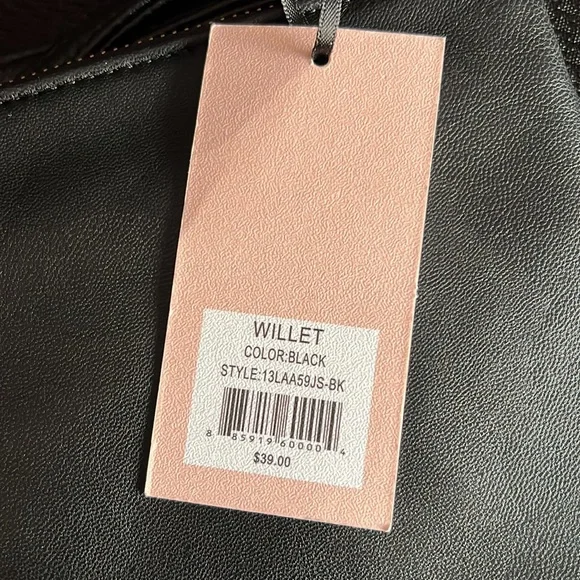 WILLET
COLOR:BLACK
STYLE:13LAA59JS-BK
8 85919 60000 4
$39.00